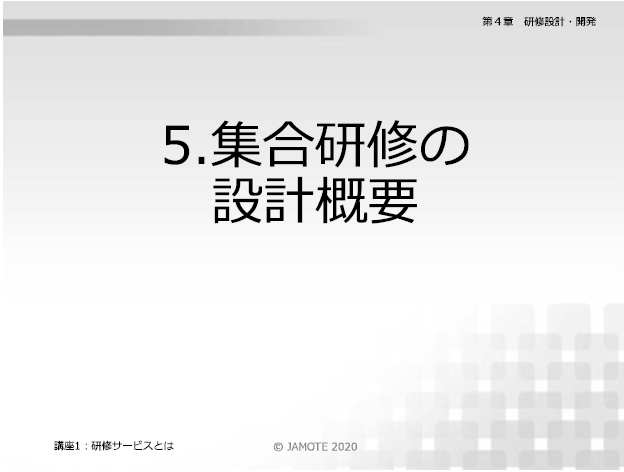 第４章　研修設計・開発
5.集合研修の
設計概要
講座1：研修サービスとは
© JAMOTE 2020